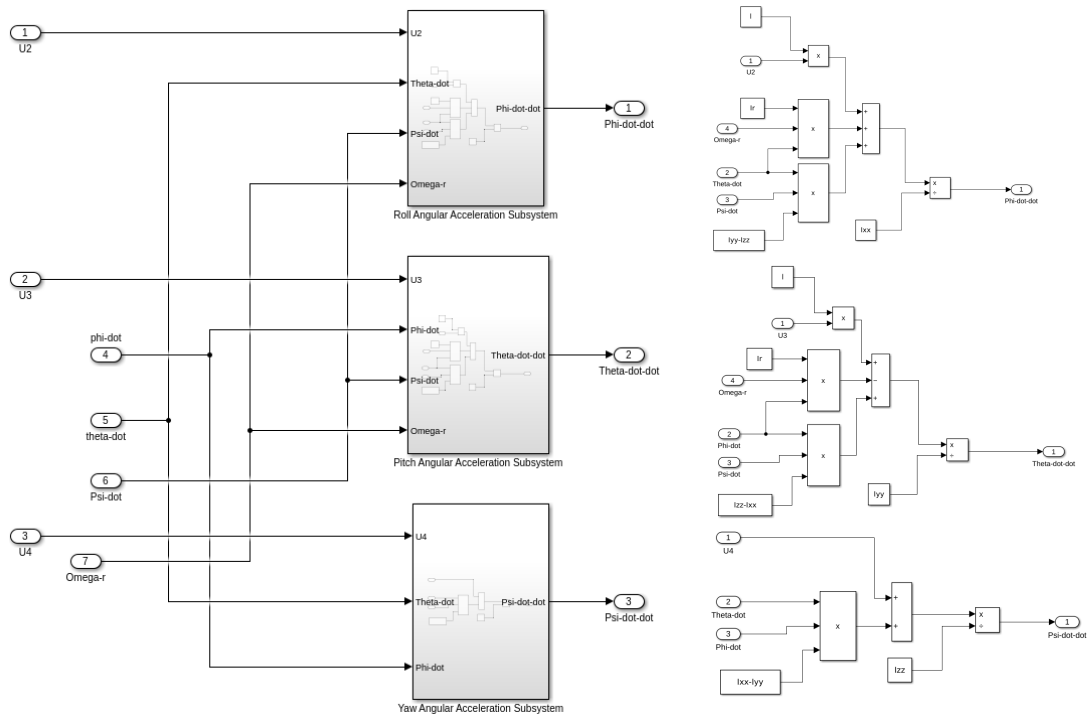 1
U2
2
U3
phi-dot
4
5
theta-dot
6
Psi-dot
3
U4
7
Omega-r
U2
Theta-dot
Psi-dot
Omega-r
Phi-dot-dot
Roll Angular Acceleration Subsystem
1
Phi-dot-dot
U3
Phi-dot
Psi-dot
Omega-r
Theta-dot-dot
Pitch Angular Acceleration Subsystem
2
Theta-dot-dot
U4
Theta-dot
Phi-dot
Psi-dot-dot
Yaw Angular Acceleration Subsystem
3
Psi-dot-dot
l
1
U2
x
Ir
4
Omega-r
x
2
Theta-dot
3
Psi-dot
x
Iyy-Izz
+
+
+
Ixx
x
÷
1
Phi-dot-dot
l
1
U3
x
Ir
4
Omega-r
x
2
Phi-dot
3
Psi-dot
x
Izz-Ixx
+
−
+
Iyy
x
÷
1
Theta-dot-dot
1
U4
2
Theta-dot
3
Phi-dot
x
Ixx-Iyy
+
+
Izz
x
÷
1
Psi-dot-dot